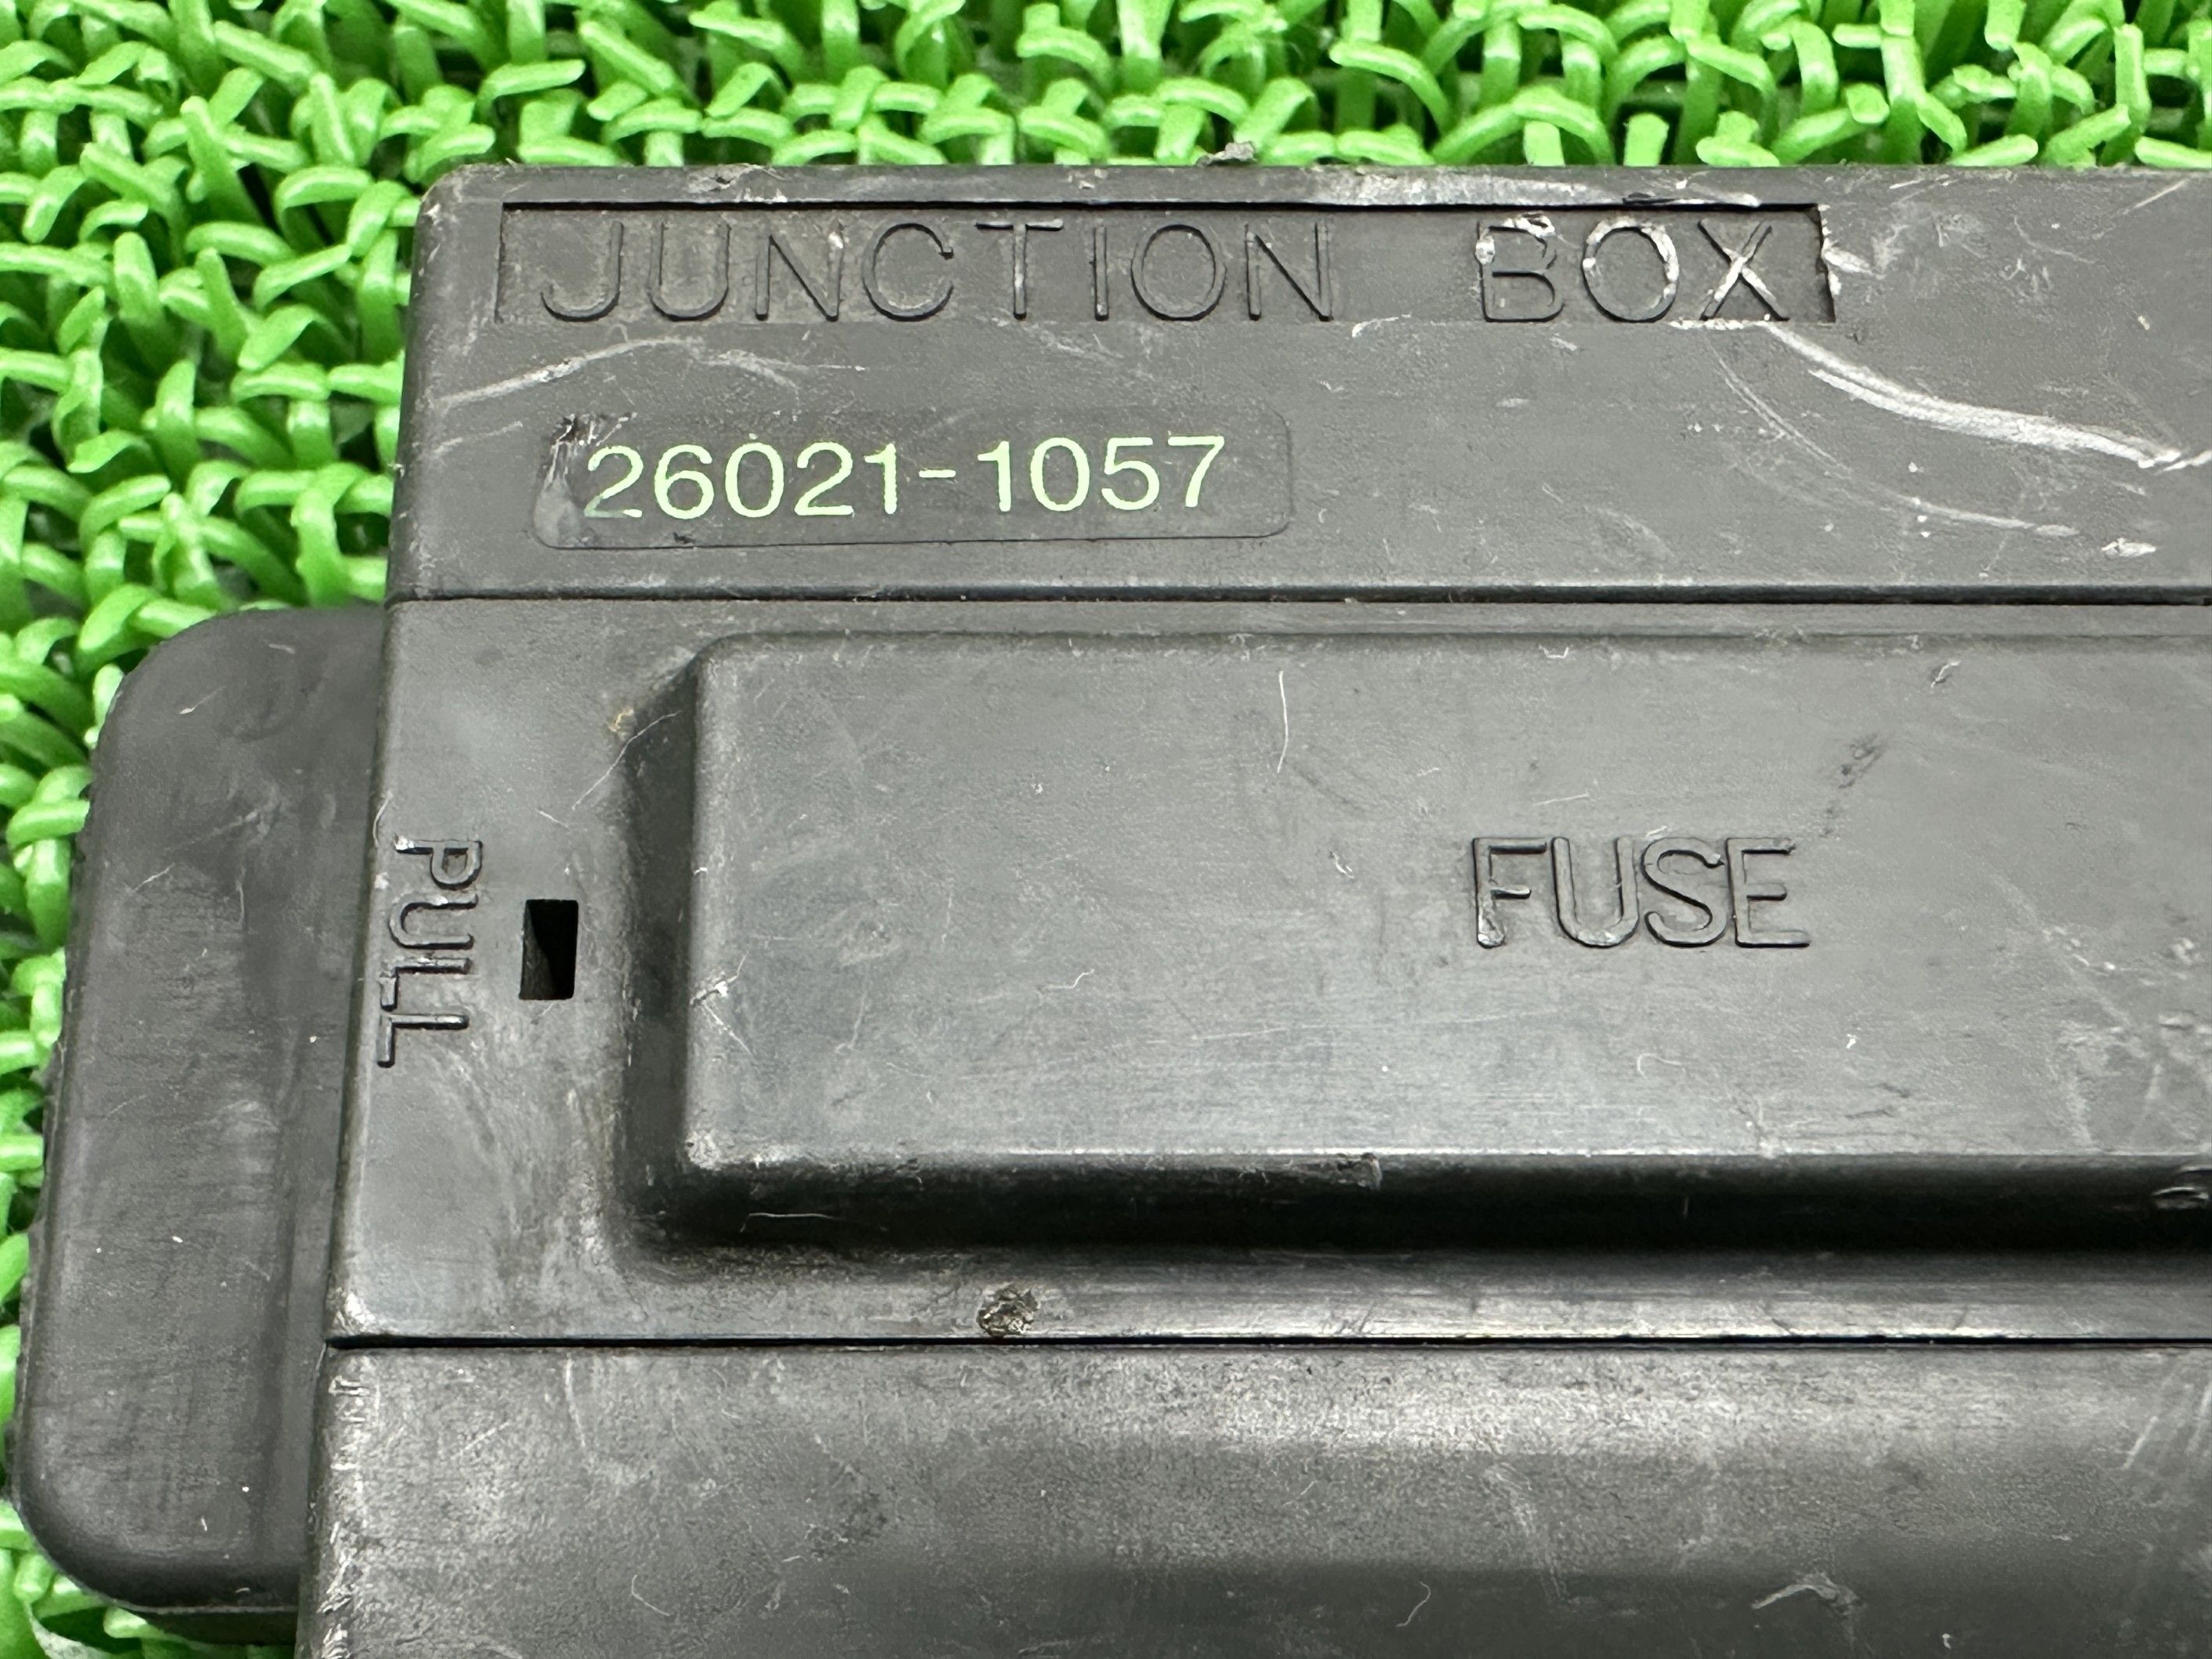 JUNCTION BOX
26021-1057
PULL
FUSE